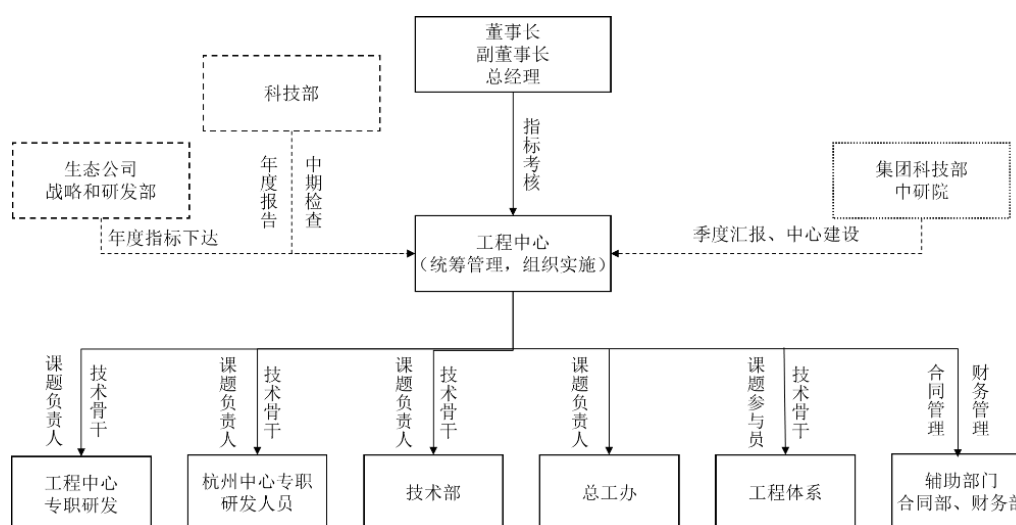 董事长
副董事长
总经理
科技部
指标考核
生态公司
战略和研发部
年度报告
中期检查
集团科技部
中研院
年度指标下达
季度汇报、中心建设
工程中心
（统筹管理，组织实施）
课题负责人
技术骨干
课题负责人
技术骨干
课题负责人
技术骨干
课题负责人
课题参与员
技术骨干
合同管理
财务管理
工程中心
专职研发
杭州中心专职
研发人员
技术部
总工办
工程体系
辅助部门
合同部、财务部